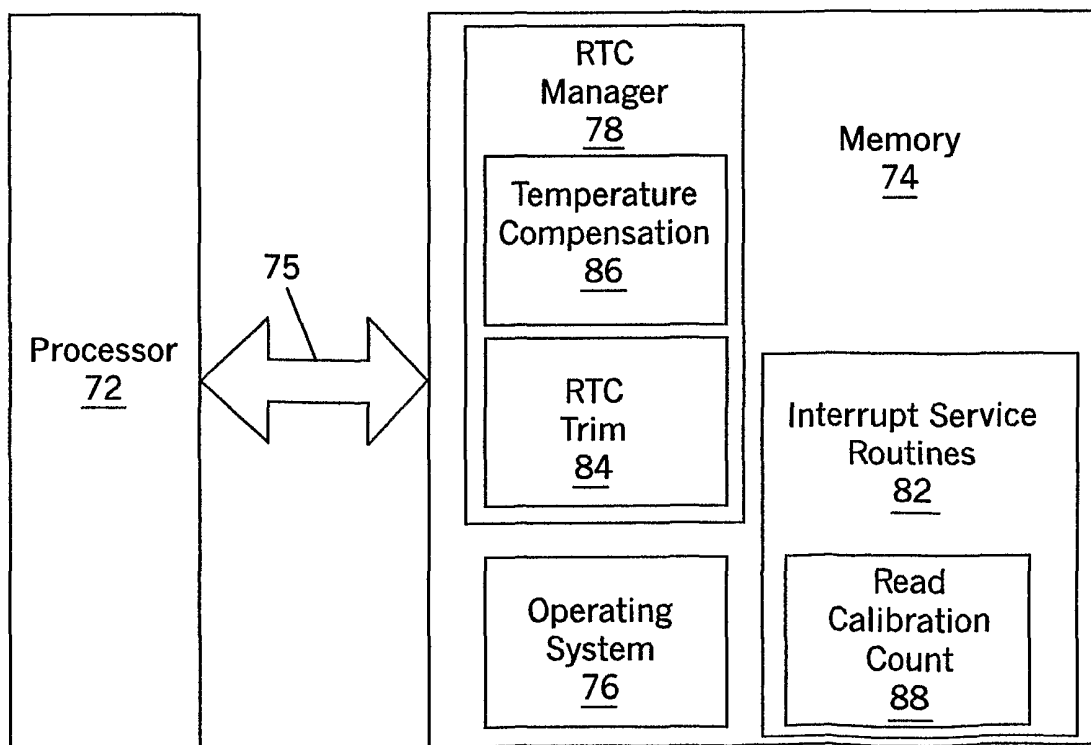 Processor
72
75
RTC
Manager
78
Temperature
Compensation
86
RTC
Trim
84
Operating
System
76
Memory
74
Interrupt Service
Routines
82
Read
Calibration
Count
88